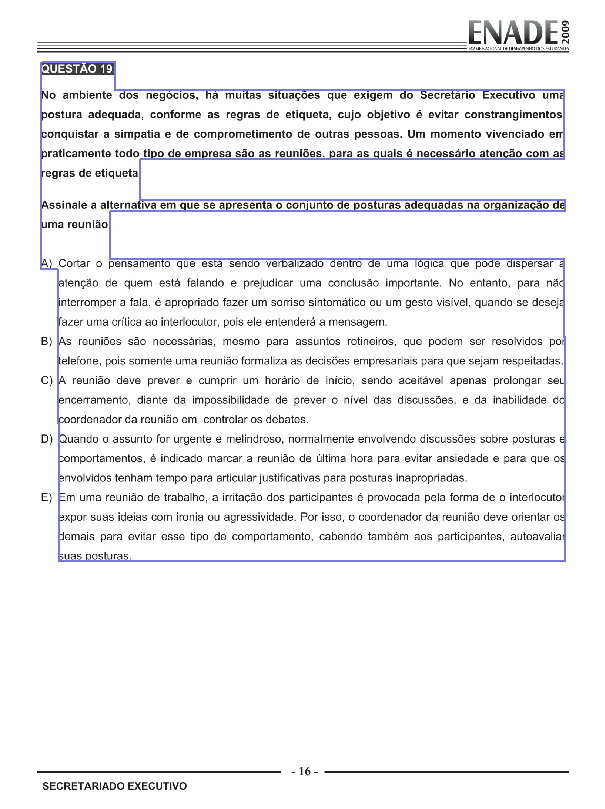 ENADE 2009
EXAME NACIONAL DE DESEMPENHO DOS ESTUDANTES
QUESTÃO 19
No ambiente dos negócios, há muitas situações que exigem do Secretário Executivo uma
postura adequada, conforme as regras de etiqueta, cujo objetivo é evitar constrangimentos
conquistar a simpatia e de comprometimento de outras pessoas. Um momento vivenciado em
praticamente todo tipo de empresa são as reuniões, para as quais é necessário atenção com as
regras de etiqueta
Assinale a alternativa em que se apresenta o conjunto de posturas adequadas na organização de
uma reunião
A) Cortar o pensamento que está sendo verbalizado dentro de uma lógica que pode dispersar a
atenção de quem está falando e prejudicar uma conclusão importante. No entanto, para não
interromper a fala, é apropriado fazer um sorriso sintomático ou um gesto visível, quando se deseja
fazer uma crítica ao interlocutor, pois ele entenderá a mensagem.
B) As reuniões são necessárias, mesmo para assuntos rotineiros, que podem ser resolvidos por
telefone, pois somente uma reunião formaliza as decisões empresariais para que sejam respeitadas.
C) A reunião deve prever e cumprir um horário de início, sendo aceitável apenas prolongar seu
encerramento, diante da impossibilidade de prever o nível das discussões, e da inabilidade do
coordenador da reunião em controlar os debates.
D) Quando o assunto for urgente e melindroso, normalmente envolvendo discussões sobre posturas e
comportamentos, é indicado marcar a reunião de última hora para evitar ansiedade e para que os
envolvidos tenham tempo para articular justificativas para posturas inapropriadas.
E) Em uma reunião de trabalho, a irritação dos participantes é provocada pela forma de o interlocutor
expor suas ideias com ironia ou agressividade. Por isso, o coordenador da reunião deve orientar os
demais para evitar esse tipo de comportamento, cabendo também aos participantes, autoavaliar
suas posturas.
- 16 -
SECRETARIADO EXECUTIVO